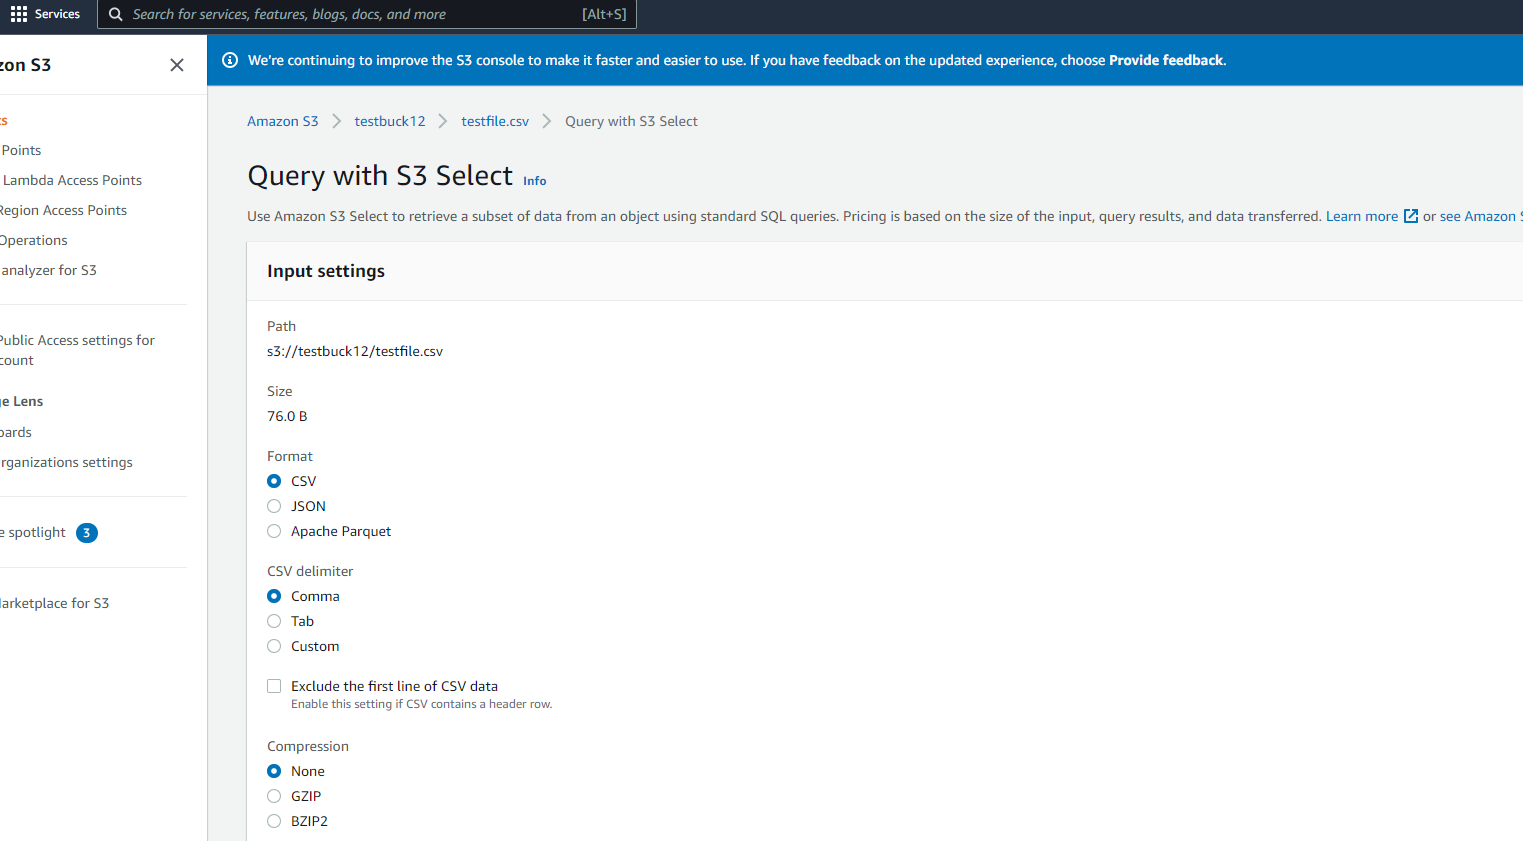 Services
Search for services, features, blogs, docs, and more
[Alt+S]
zon S3
We're continuing to improve the S3 console to make it faster and easier to use. If you have feedback on the updated experience, choose Provide feedback.
Amazon S3
testbuck12
testfile.csv
Query with S3 Select
ts
Points
Lambda Access Points
Region Access Points
Operations
analyzer for S3
Public Access settings for
count
ge Lens
oards
rganizations settings
e spotlight 3
Marketplace for S3
Query with S3 Select Info
Use Amazon S3 Select to retrieve a subset of data from an object using standard SQL queries. Pricing is based on the size of the input, query results, and data transferred. Learn more or see Amazon S
Input settings
Path
s3://testbuck12/testfile.csv
Size
76.0 B
Format
CSV
JSON
Apache Parquet
CSV delimiter
Comma
Tab
Custom
Exclude the first line of CSV data
Enable this setting if CSV contains a header row.
Compression
None
GZIP
BZIP2